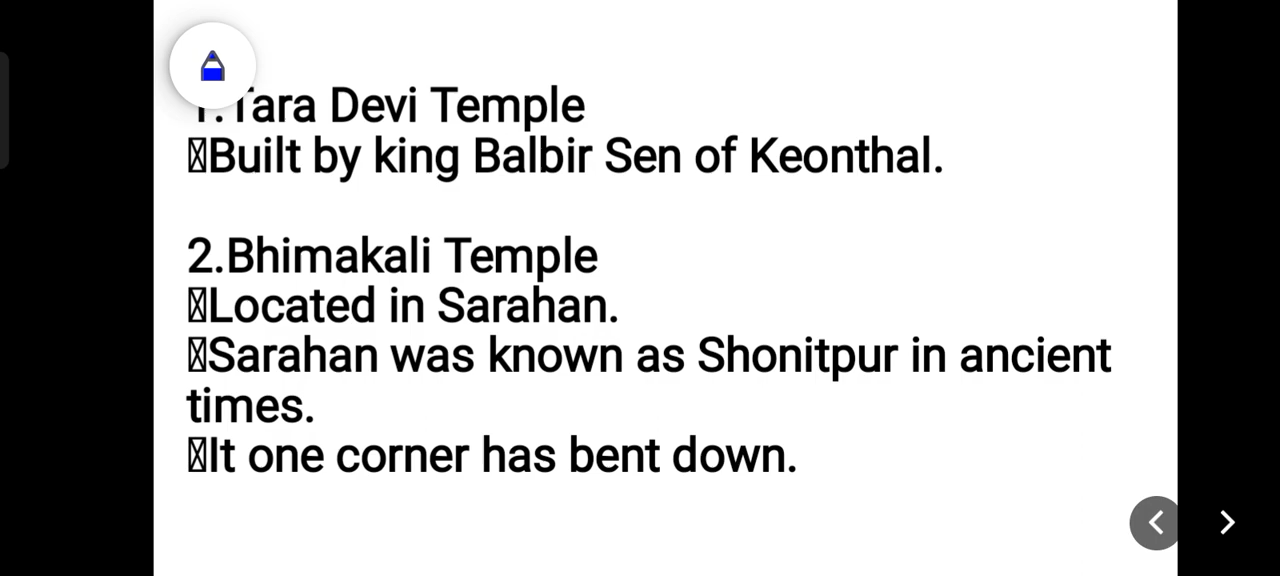 1.Tara Devi Temple
Built by king Balbir Sen of Keonthal.
2.Bhimakali Temple
Located in Sarahan.
Sarahan was known as Shonitpur in ancient
times.
It one corner has bent down.